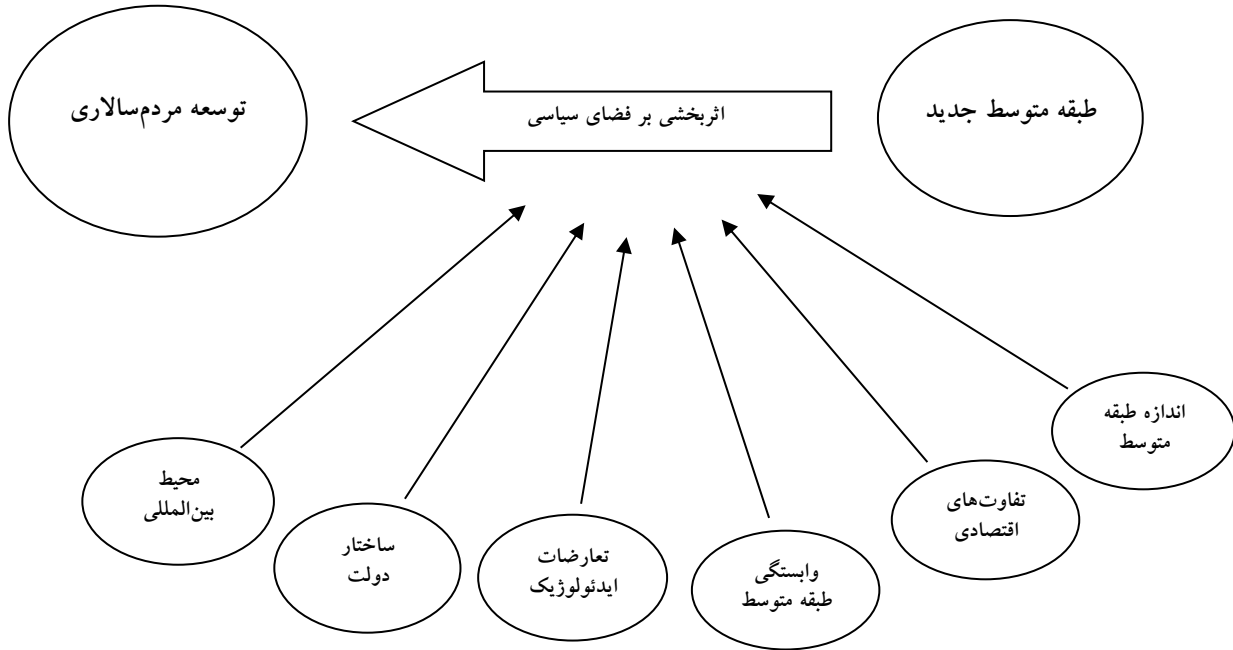 طبقه متوسط جدید
اثربخشی بر فضای سیاسی
توسعه مردم‌سالاری
اندازه طبقه
متوسط
تفاوت‌های
اقتصادی
وابستگی
طبقه متوسط
تعارضات
ایدئولوژیک
ساختار
دولت
محیط
بین‌المللی